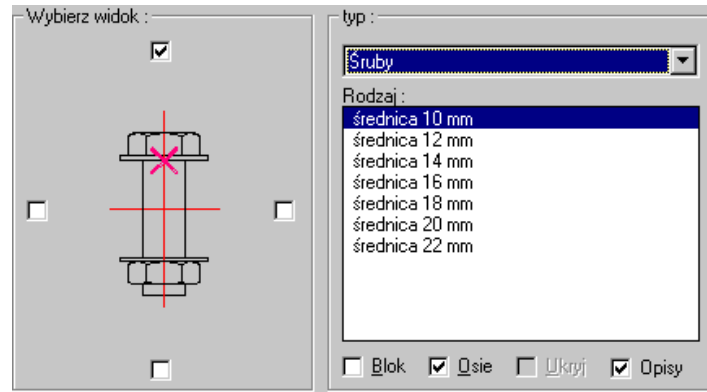 Wybierz widok :
typ :
Śruby
Rodzaj :
średnica 10 mm
średnica 12 mm
średnica 14 mm
średnica 16 mm
średnica 18 mm
średnica 20 mm
średnica 22 mm
Blok Osie Ukryj Opisy